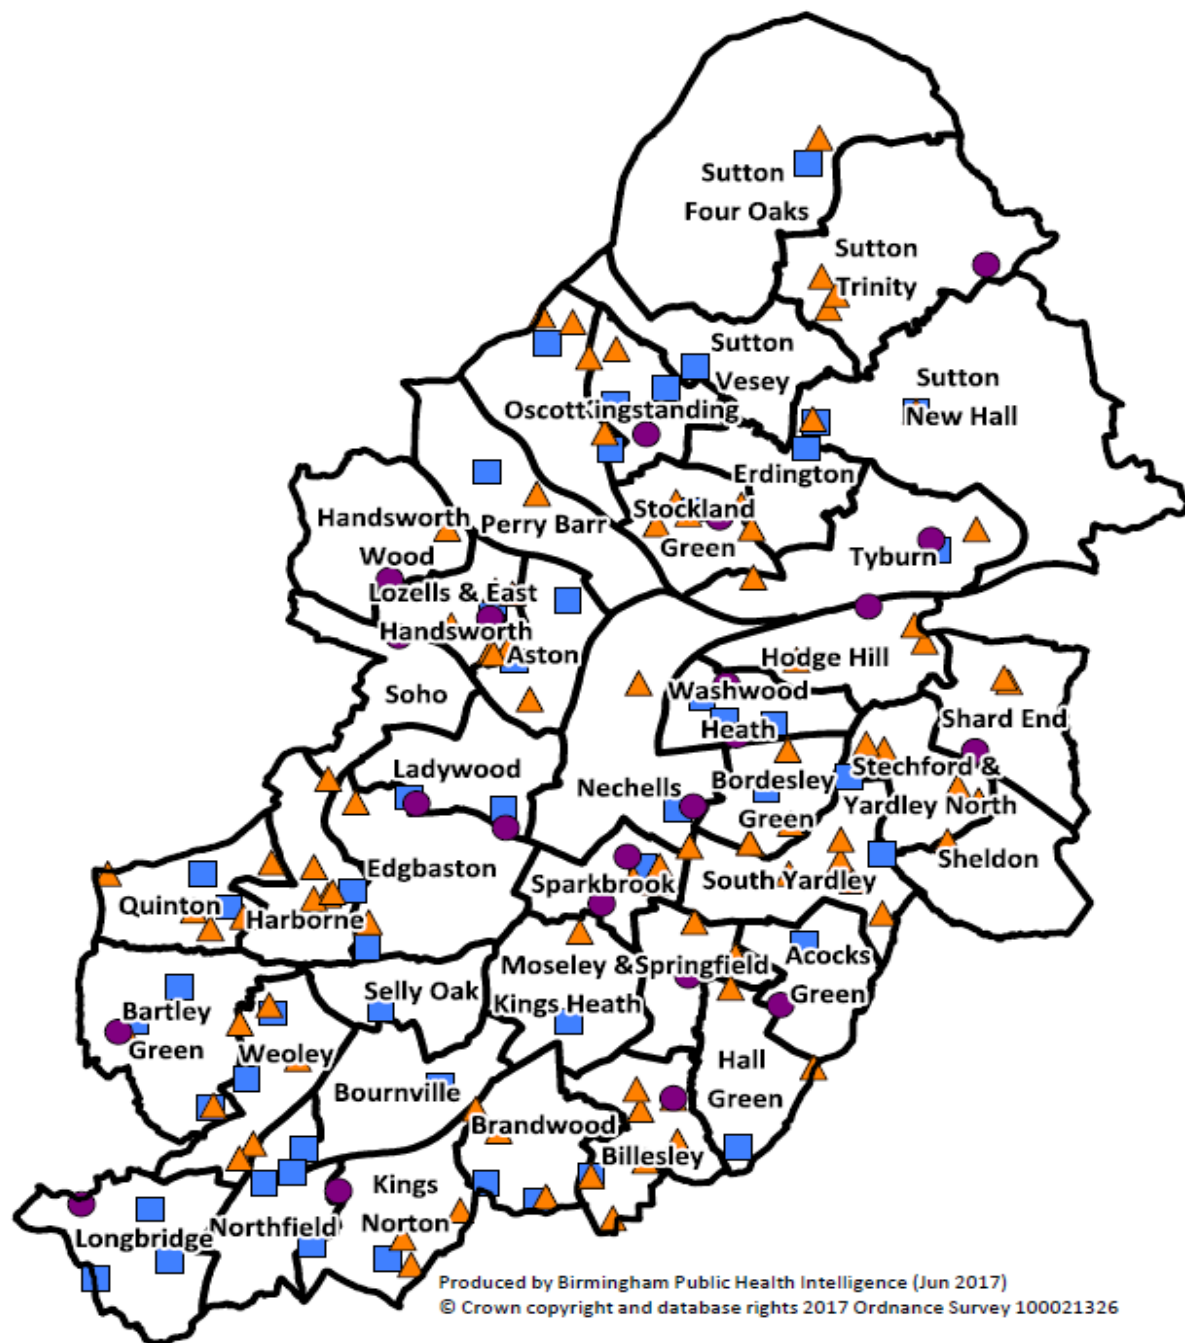 Sutton
Four Oaks
Sutton
Trinity
Sutton
Vesey
Sutton
New Hall
Oscott
Kingstanding
Erdington
Stockland
Green
Tyburn
Handsworth
Wood
Perry Barr
Lozells & East
Handsworth
Aston
Soho
Hodge Hill
Washwood
Heath
Shard End
Ladywood
Nechells
Bordesley
Green
Stechford &
Yardley North
Edgbaston
Sparkbrook
South Yardley
Sheldon
Quinton
Harborne
Bartley
Green
Weoley
Selly Oak
Moseley &
Kings Heath
Springfield
Acocks
Green
Hall
Green
Bournville
Brandwood
Billesley
Longbridge
Northfield
Kings
Norton
Produced by Birmingham Public Health Intelligence (Jun 2017)
© Crown copyright and database rights 2017 Ordnance Survey 100021326